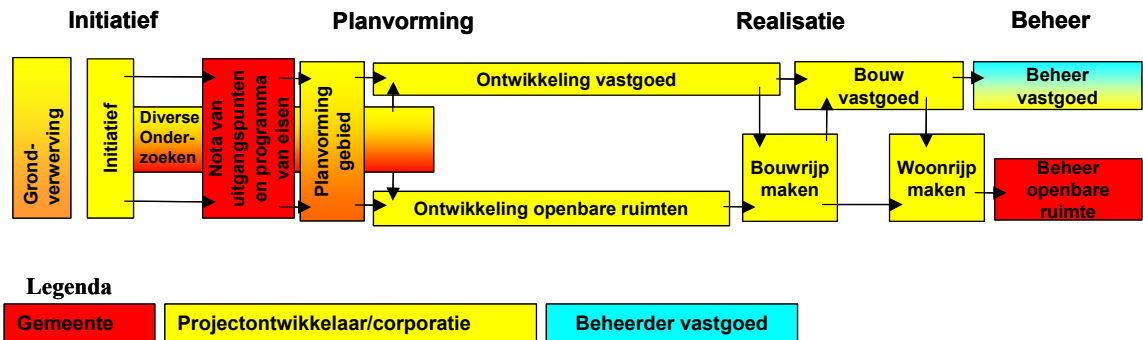 Initiatief
Planvorming
Realisatie
Beheer
Grond-
verwerving
Initiatief
Diverse
Onder-
zoeken
Nota van
uitgangspunten
en programma
van eisen
Planvorming
gebied
Ontwikkeling vastgoed
Ontwikkeling openbare ruimten
Bouwrijp
maken
Bouw
vastgoed
Woonrijp
maken
Beheer
vastgoed
Beheer
openbare
ruimte
Legenda
Gemeente
Projectontwikkelaar/corporatie
Beheerder vastgoed